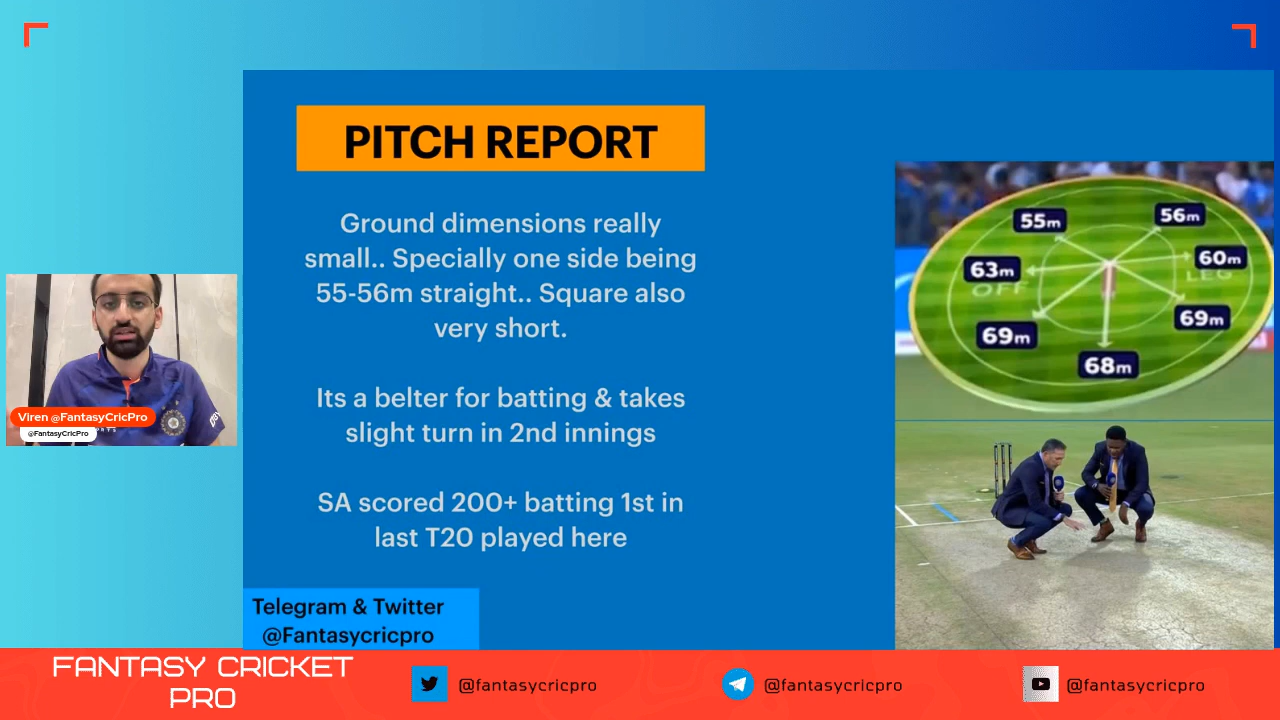 PITCH REPORT
Ground dimensions really
small.. Specially one side being
55-56m straight.. Square also
very short.
Its a belter for batting & takes
slight turn in 2nd innings
SA scored 200+ batting 1st in
last T20 played here
55m
56m
63m
60m
OFF
LEG
69m
69m
68m
Viren @FantasyCricPro
@FantasyCricPro
Telegram & Twitter
@Fantasycricpro
FANTASY CRICKET
PRO
@fantasycricpro
@fantasycricpro
@fantasycricpro